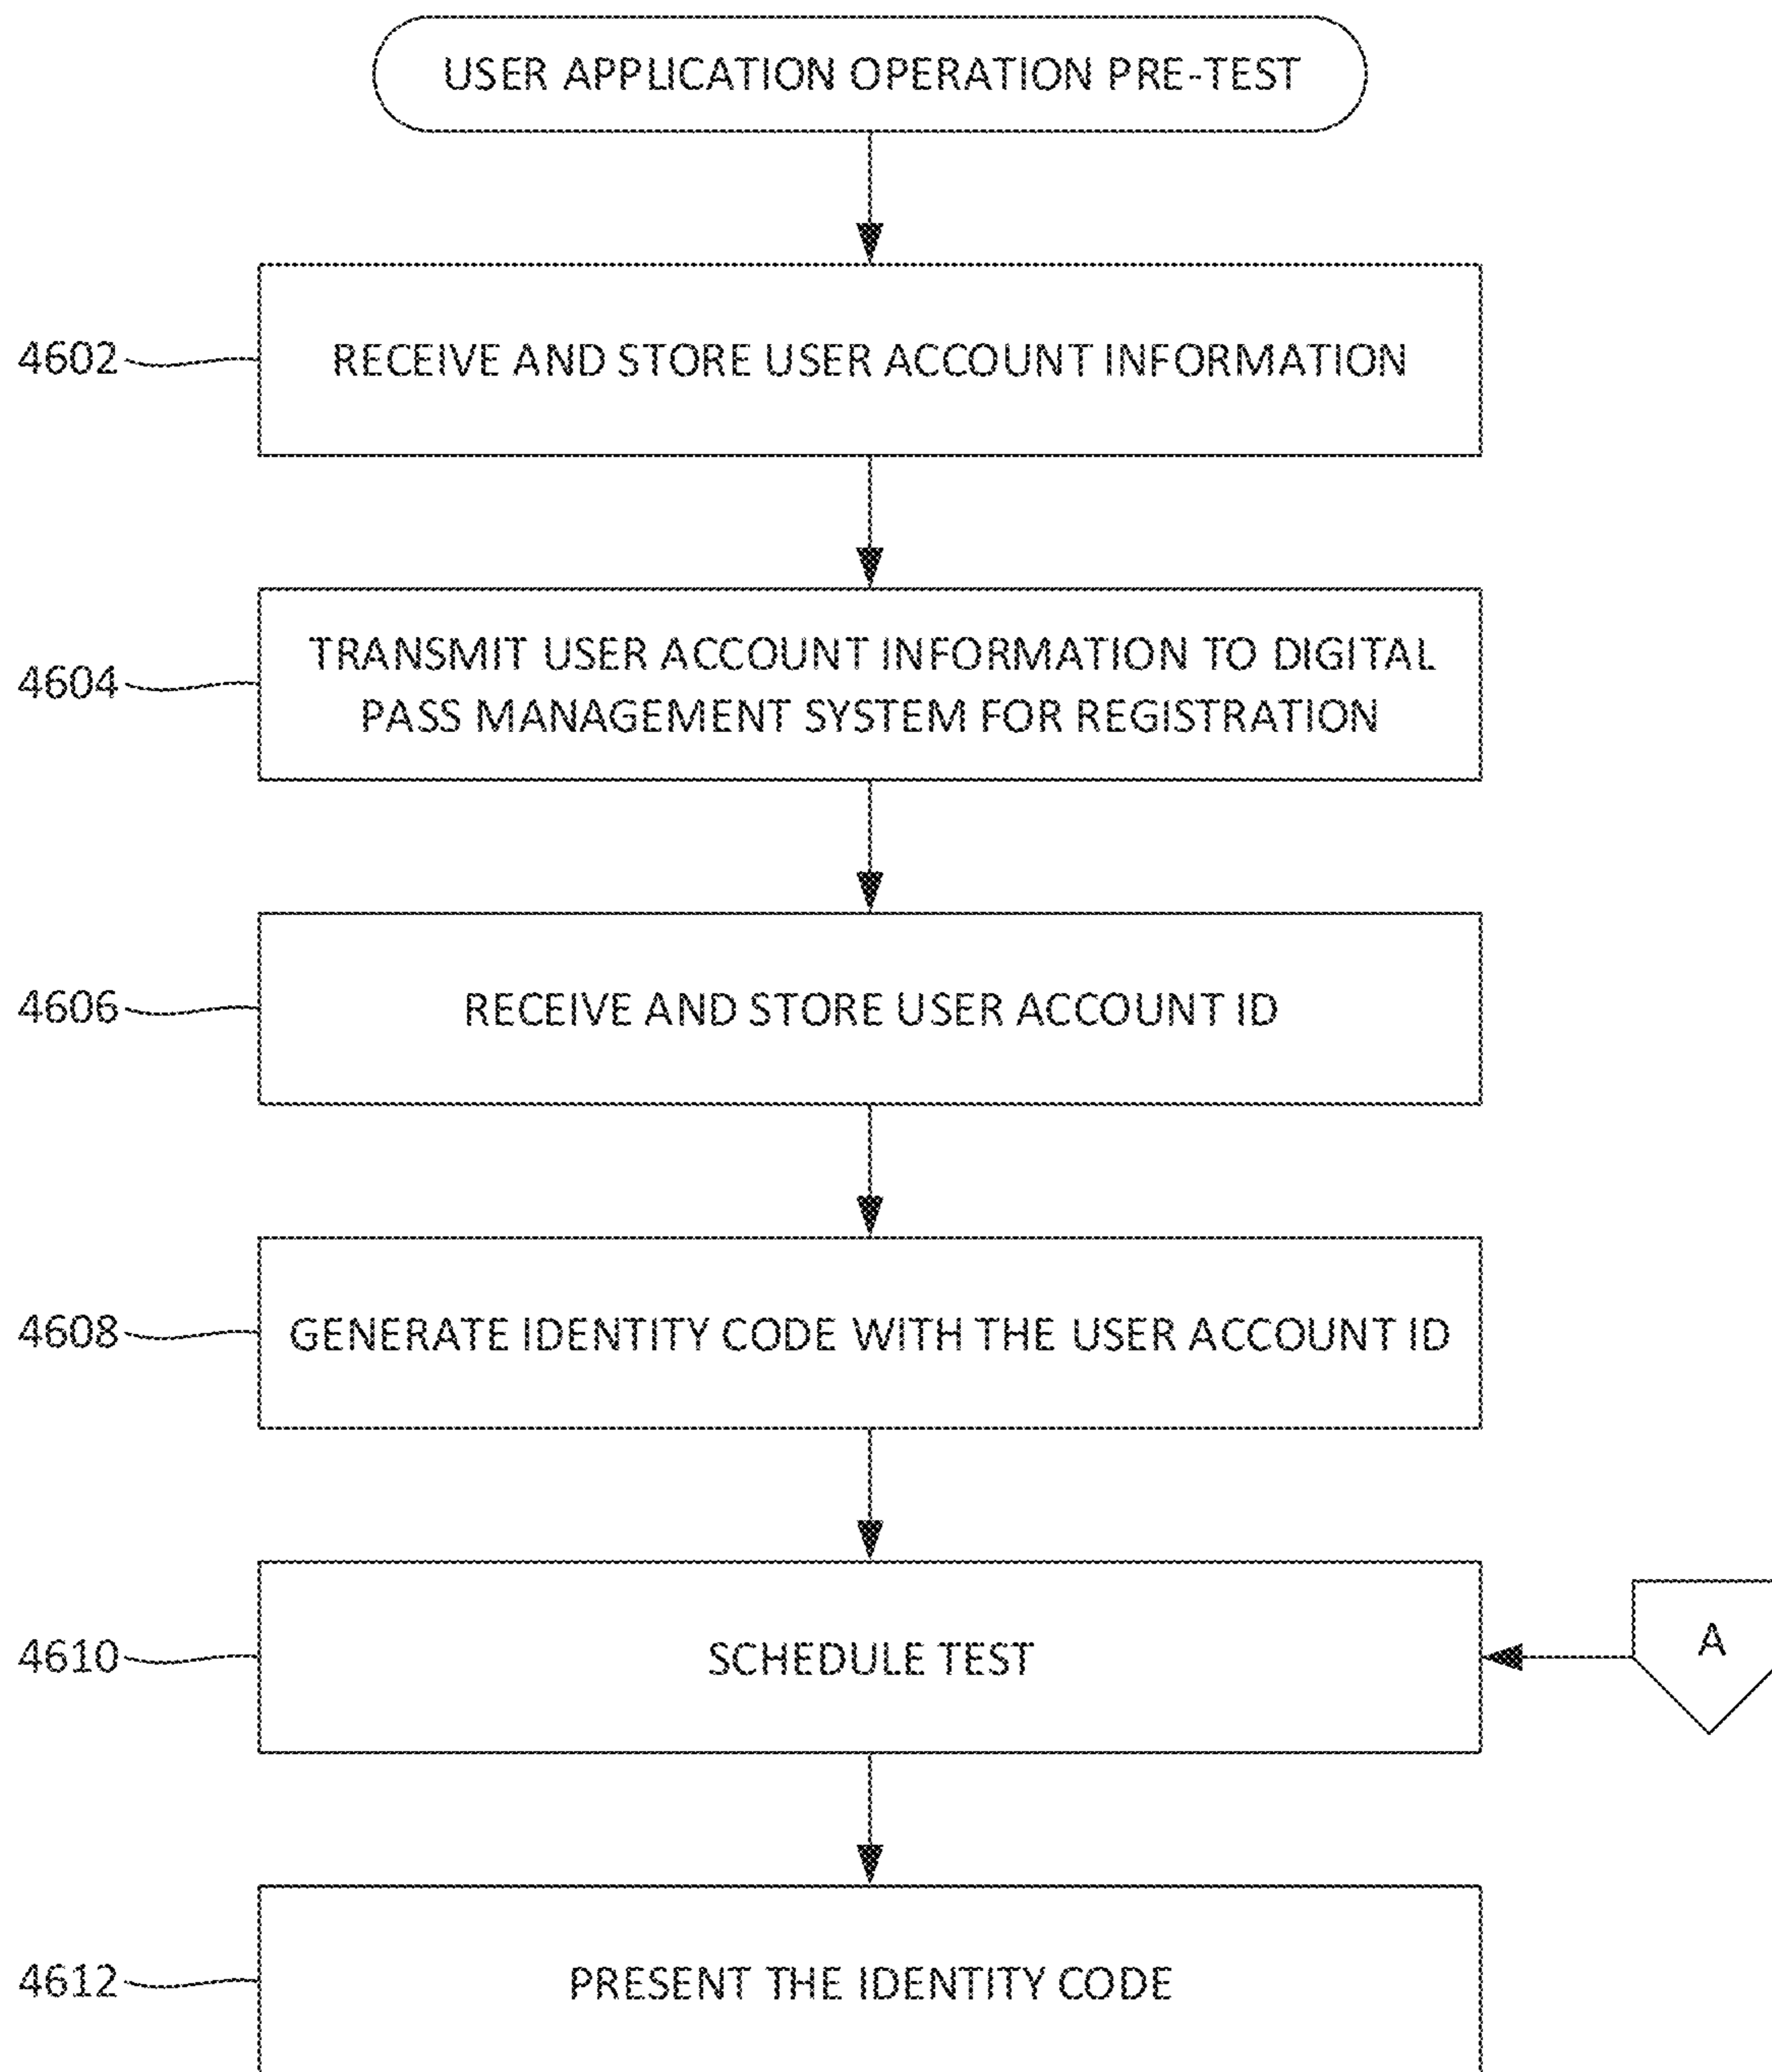 USER APPLICATION OPERATION PRE-TEST
4602
RECEIVE AND STORE USER ACCOUNT INFORMATION
4604
TRANSMIT USER ACCOUNT INFORMATION TO DIGITAL
PASS MANAGEMENT SYSTEM FOR REGISTRATION
4606
RECEIVE AND STORE USER ACCOUNT ID
4608
GENERATE IDENTITY CODE WITH THE USER ACCOUNT ID
4610
SCHEDULE TEST
A
4612
PRESENT THE IDENTITY CODE